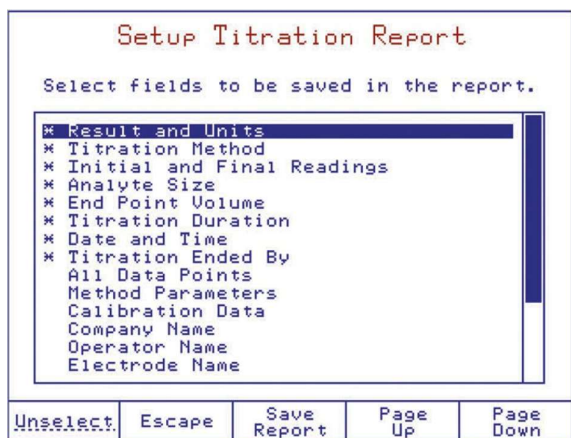 Setup Titration Report
Select fields to be saved in the report.
* Result and Units
* Titration Method
* Initial and Final Readings
* Analyte Size
* End Point Volume
* Titration Duration
* Date and Time
* Titration Ended By
All Data Points
Method Parameters
Calibration Data
Company Name
Operator Name
Electrode Name
Unselect
Escape
Save
Report
Page
Up
Page
Down